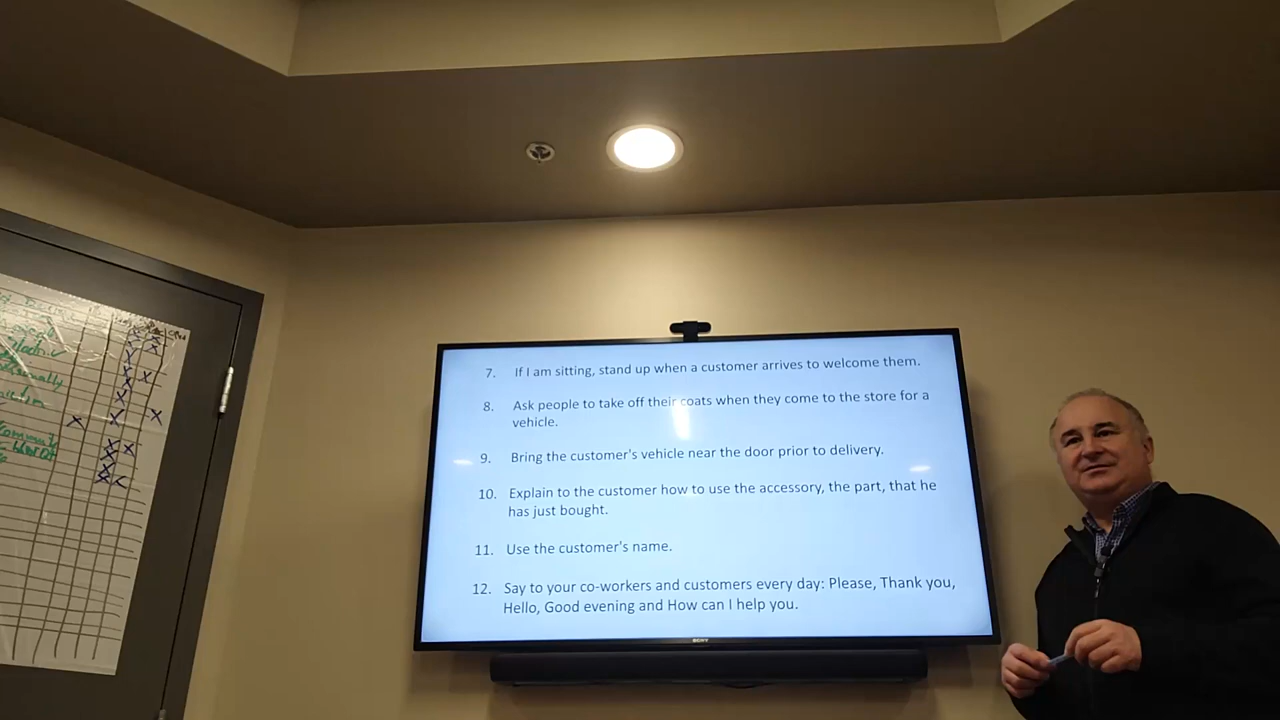 7. If I am sitting, stand up when a customer arrives to welcome them.
8. Ask people to take off their coats when they come to the store for a
vehicle.
9. Bring the customer's vehicle near the door prior to delivery.
10. Explain to the customer how to use the accessory, the part, that he
has just bought.
11. Use the customer's name.
12. Say to your co-workers and customers every day: Please, Thank you,
Hello, Good evening and How can I help you.
SONY